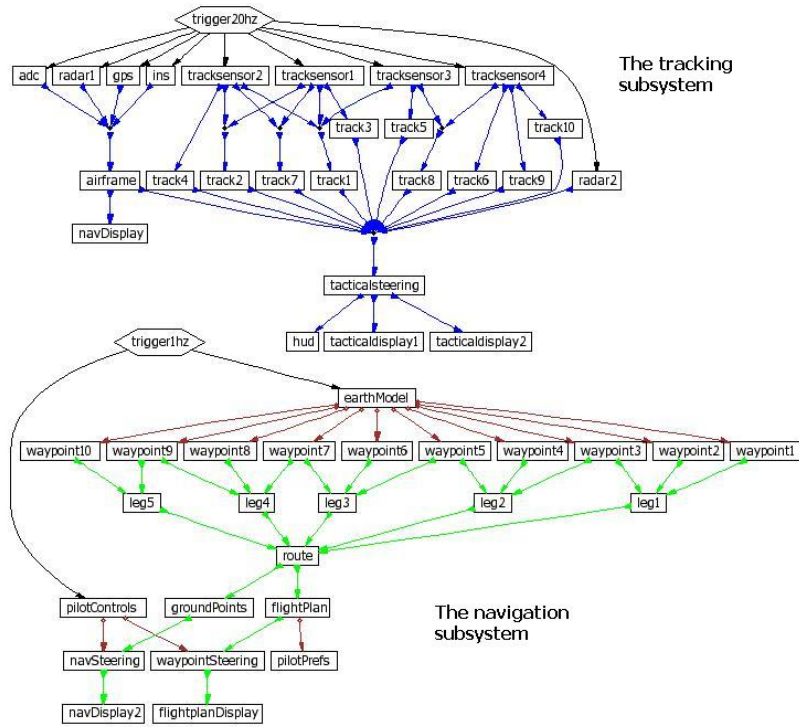 trigger20hz
The tracking
subsystem
adc radar1 gps ins tracksensor2 tracksensor1 tracksensor3 tracksensor4
track3 track5 track10
airframe track4 track2 track7 track1 track8 track6 track9 radar2
navDisplay
tacticalsteering
hud tacticaldisplay1 tacticaldisplay2
trigger1hz
earthModel
waypoint10 waypoint9 waypoint8 waypoint7 waypoint6 waypoint5 waypoint4 waypoint3 waypoint2 waypoint1
leg5 leg4 leg3 leg2 leg1
route
pilotControls groundPoints flightPlan
The navigation
subsystem
navSteering waypointSteering pilotPrefs
navDisplay2 flightplanDisplay